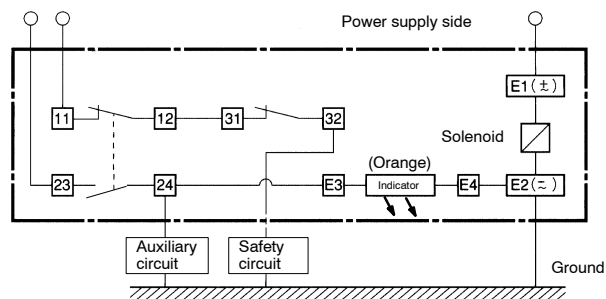 Power supply side
E1(±)
11
12
31
32
Solenoid
(Orange)
23
24
E3
Indicator
E4
E2(~)
Auxiliary
circuit
Safety
circuit
Ground